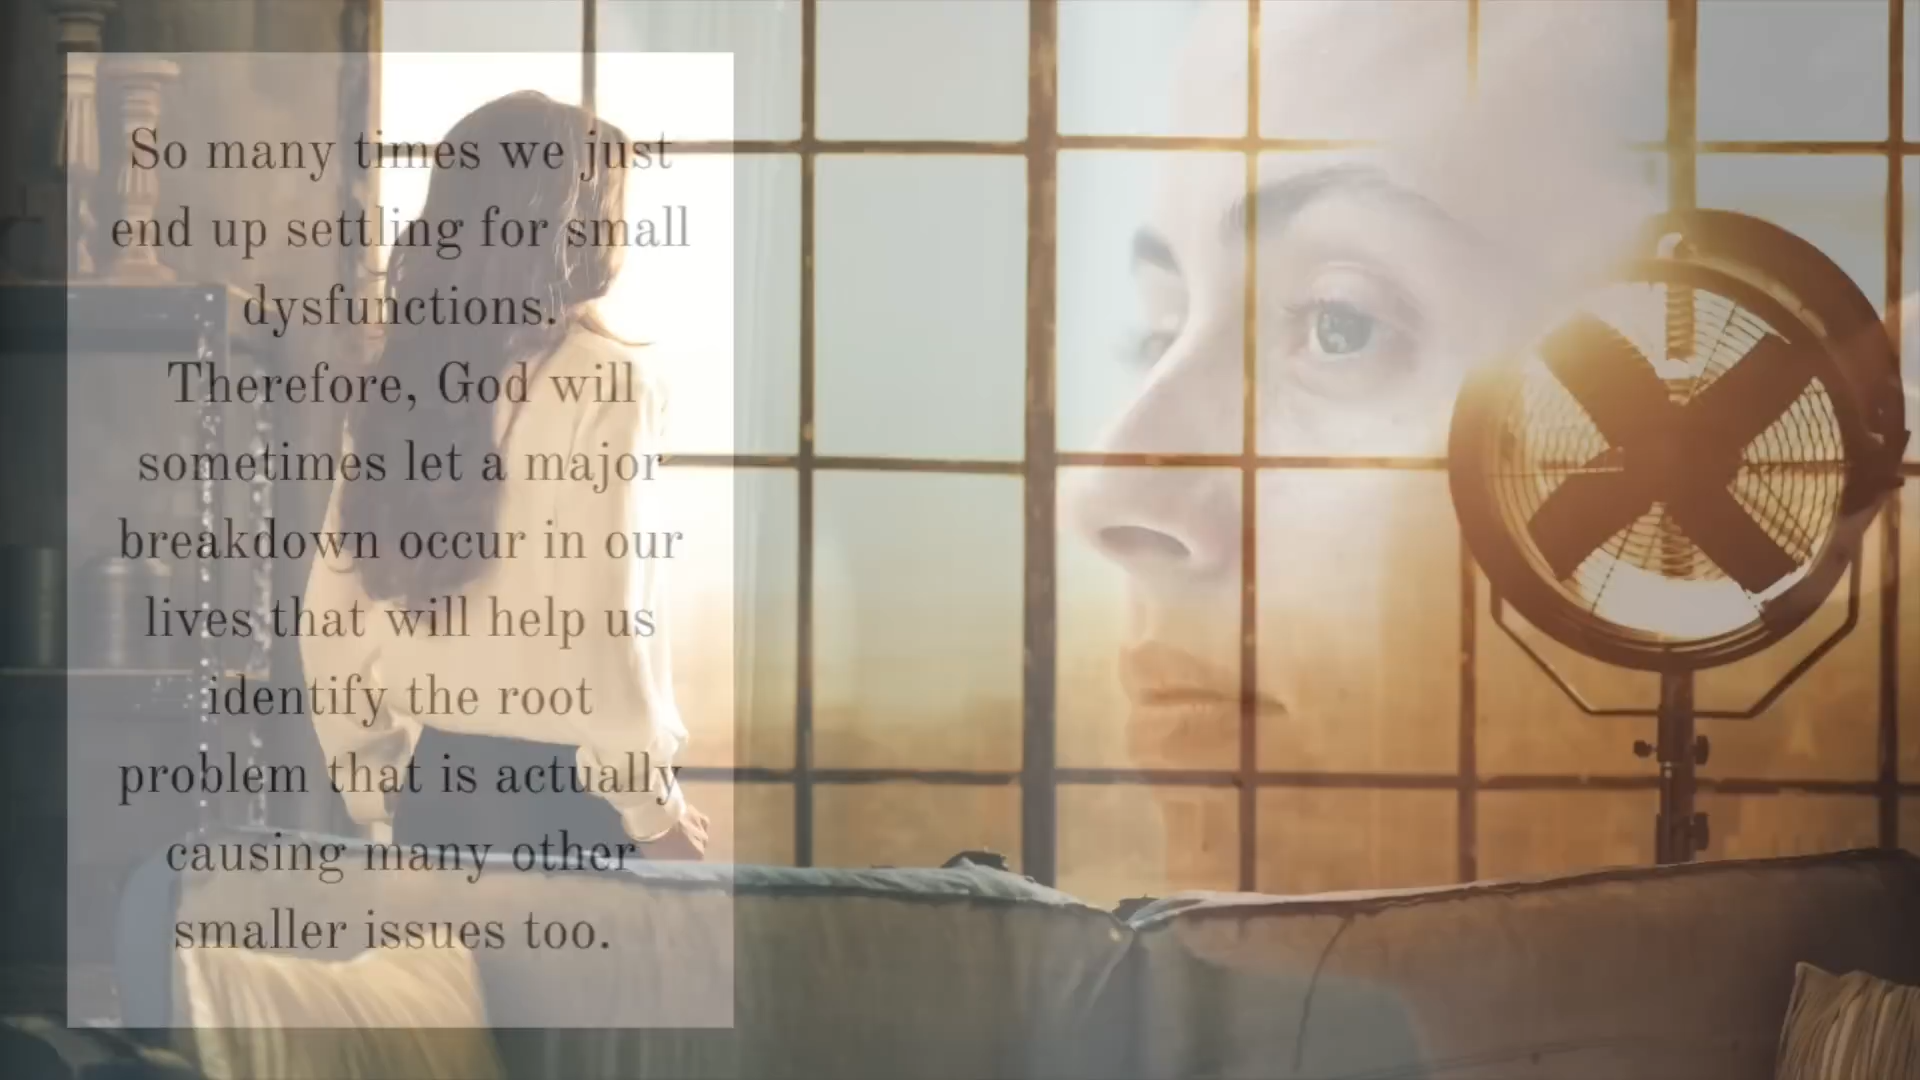 So many times we just
end up settling for small
dysfunctions.
Therefore, God will
sometimes let a major
breakdown occur in our
lives that will help us
identify the root
problem that is actually
causing many other
smaller issues too.